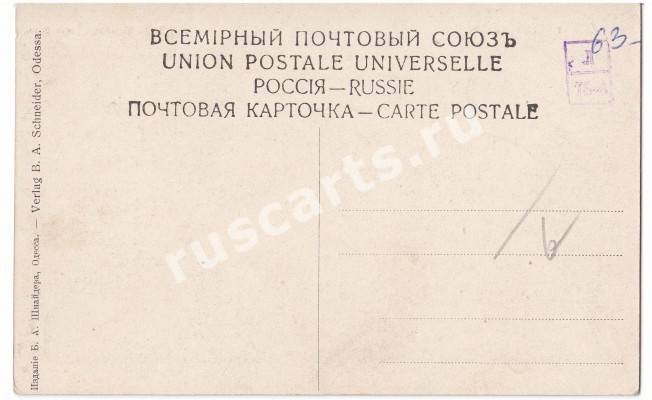 ВСЕМІРНЫЙ ПОЧТОВЫЙ СОЮЗЪ
UNION POSTALE UNIVERSELLE
РОССІЯ — RUSSIE
ПОЧТОВАЯ КАРТОЧКА — CARTE POSTALE
63-
Изданіе Б. А. Шнайдера, Одесса. — Verlag B. A. Schneider, Odessa.
ruscarts.ru